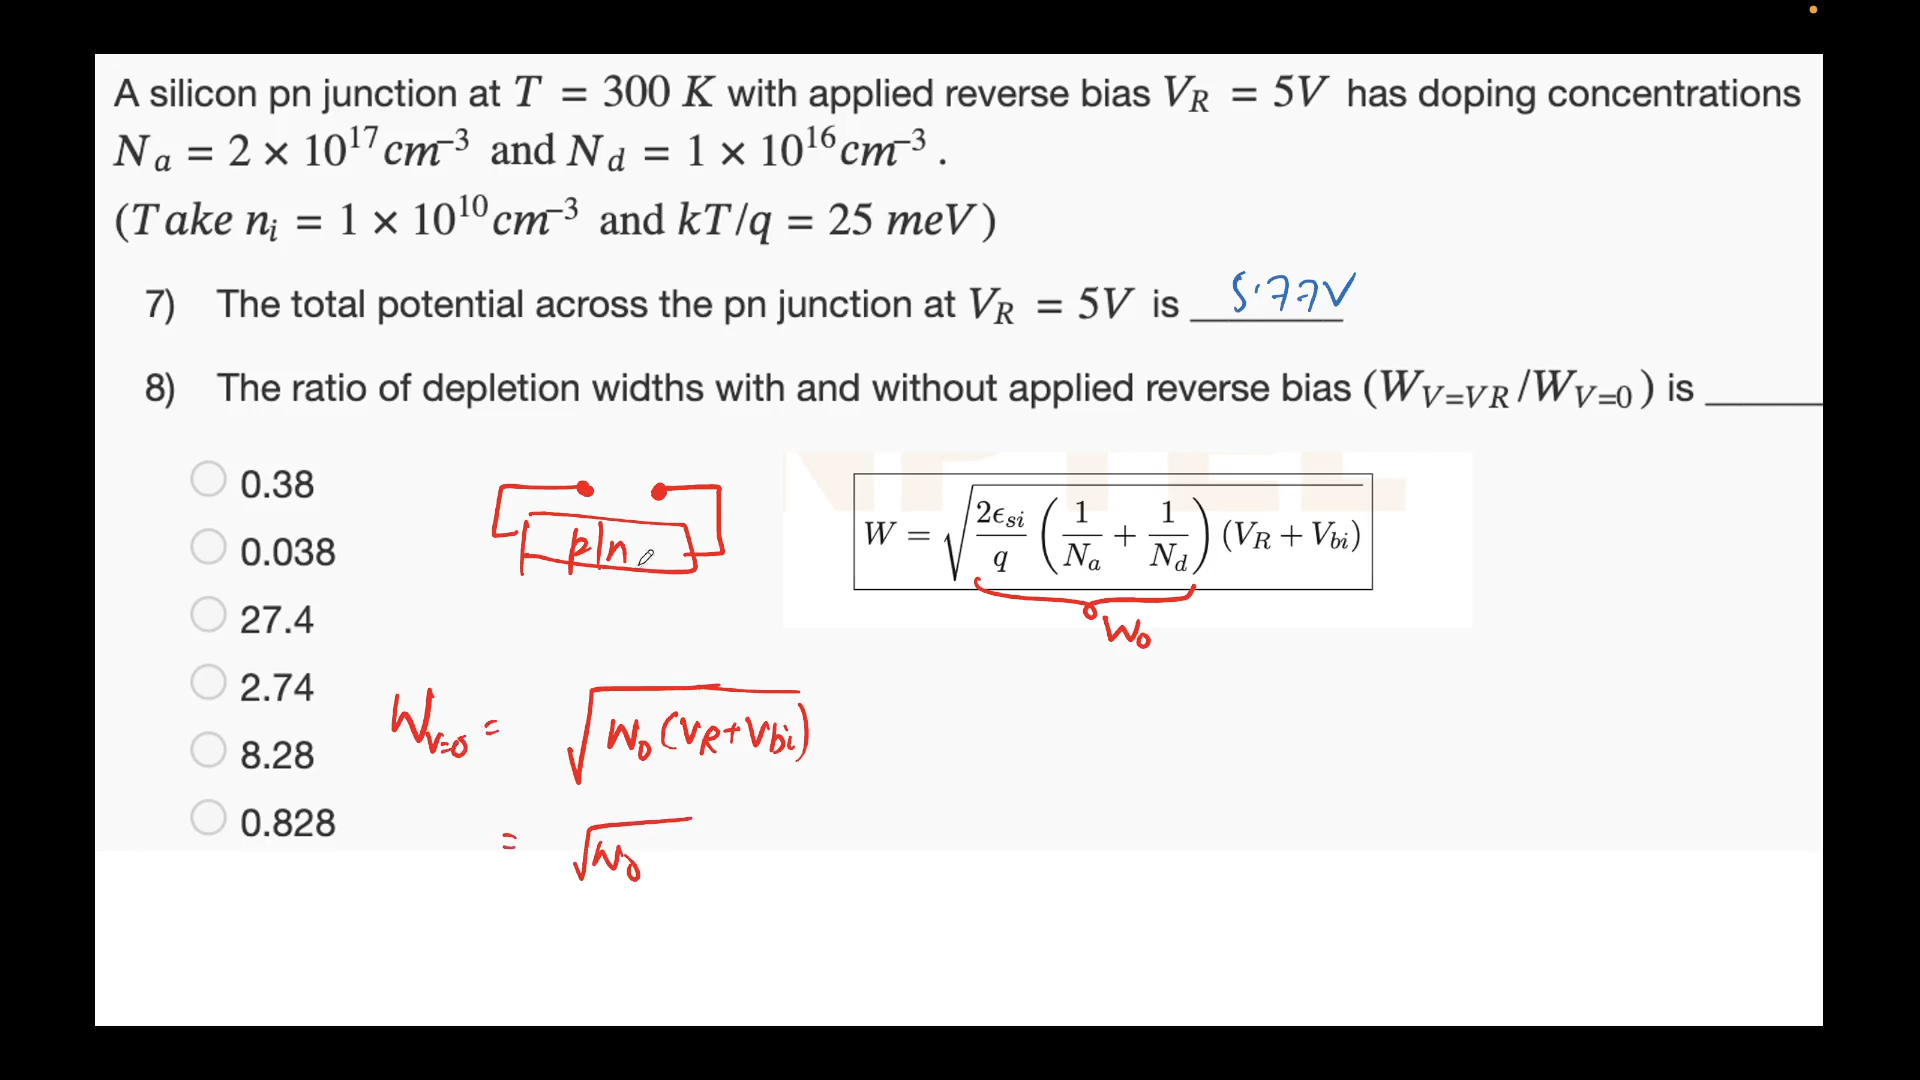 A silicon pn junction at T = 300 K with applied reverse bias V_R = 5V has doping concentrations
N_a = 2 × 10^17 cm^−3 and N_d = 1 × 10^16 cm^−3 .
(Take n_i = 1 × 10^10 cm^−3 and kT/q = 25 meV)
7) The total potential across the pn junction at V_R = 5V is 5.77V
8) The ratio of depletion widths with and without applied reverse bias (W_V=VR / W_V=0) is ______
NPTEL
0.38
0.038
27.4
2.74
8.28
0.828
p|n
W = √(2ϵ_si/q (1/N_a + 1/N_d) (V_R + V_bi))
W_0
W_V=0 = √(W_0 (V_R + V_bi))
= √W_0